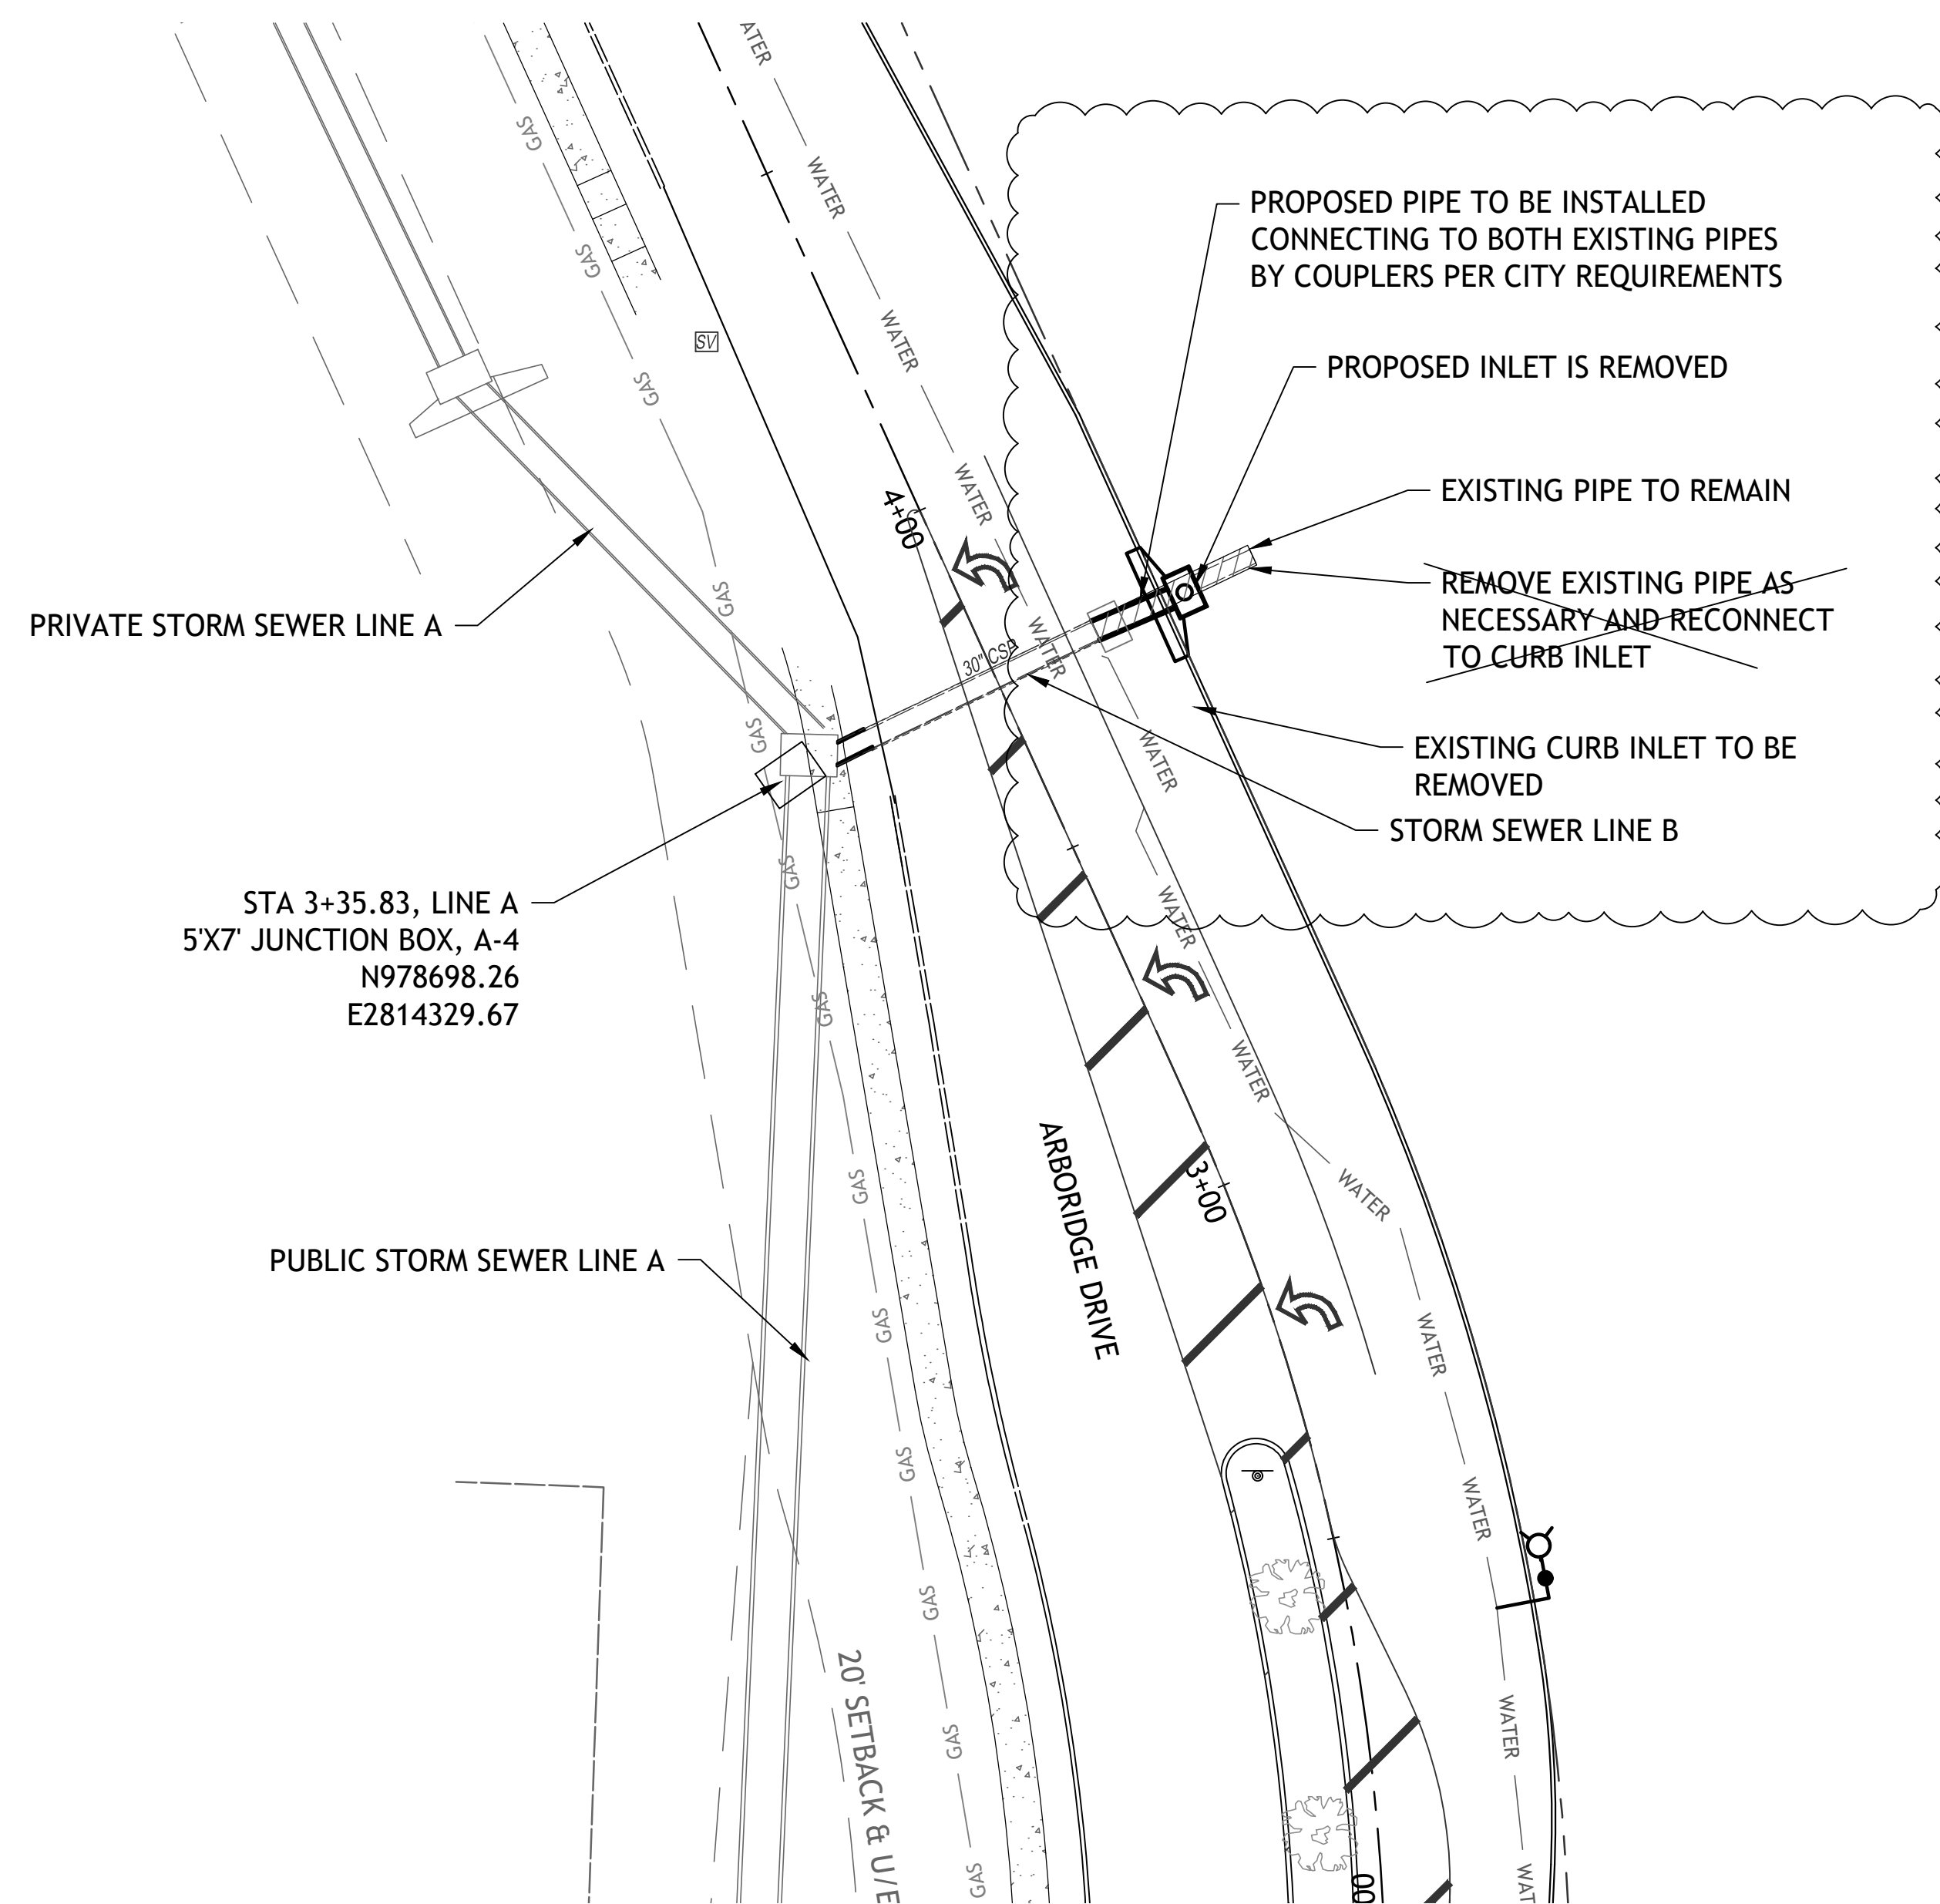 ATER
WATER
GAS
PROPOSED PIPE TO BE INSTALLED
CONNECTING TO BOTH EXISTING PIPES
BY COUPLERS PER CITY REQUIREMENTS
GAS
SV
WATER
PROPOSED INLET IS REMOVED
GAS
WATER
4+00
EXISTING PIPE TO REMAIN
REMOVE EXISTING PIPE AS
NECESSARY AND RECONNECT
TO CURB INLET
GAS
PRIVATE STORM SEWER LINE A
WATER
30" CSP
GAS
WATER
EXISTING CURB INLET TO BE
REMOVED
STORM SEWER LINE B
GAS
WATER
STA 3+35.83, LINE A
5'X7' JUNCTION BOX, A-4
N978698.26
E2814329.67
GAS
WATER
ARBORIDGE DRIVE
3+00
WATER
GAS
PUBLIC STORM SEWER LINE A
GAS
WATER
GAS
WATER
GAS
20' SETBACK & U/E
GAS
WATER
GAS
WAT
00